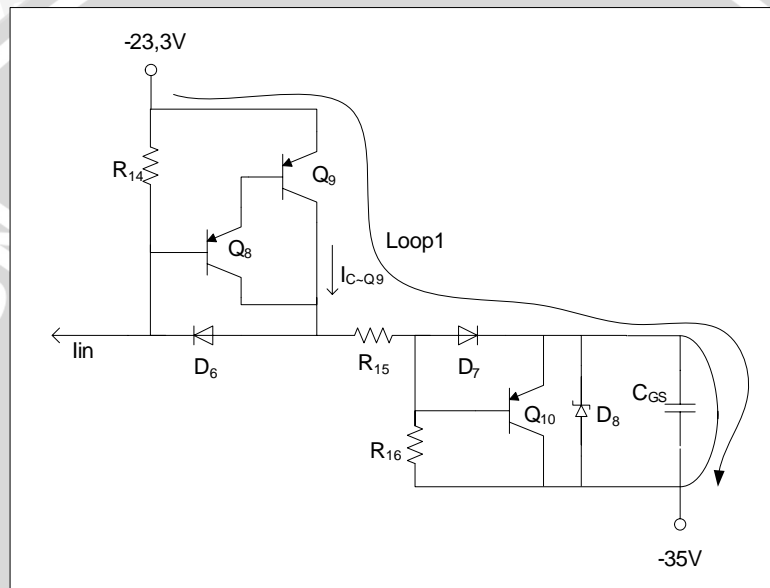 -23,3V
R14
Q9
Q8
Loop1
IC~Q9
Iin
D6
R15
D7
Q10
D8
CGS
R16
-35V